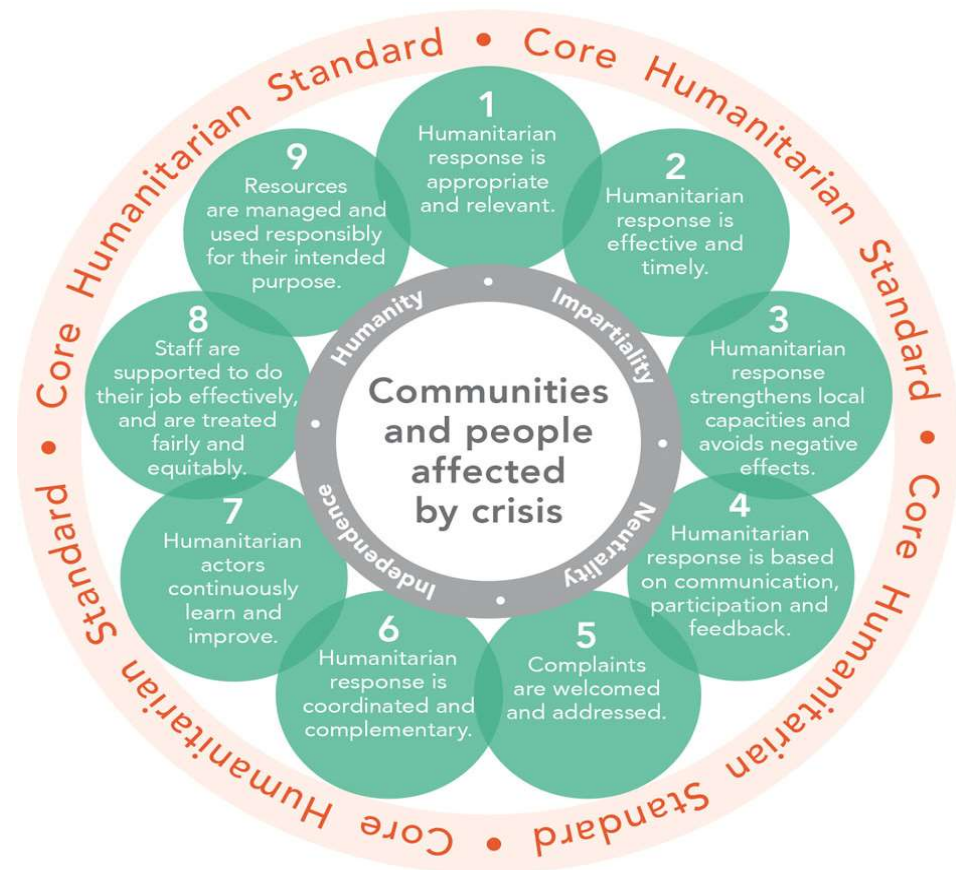 Core Humanitarian Standard • Core Humanitarian Standard • Core Humanitarian Standard • Core Humanitarian Standard •
1
Humanitarian
response is
appropriate
and relevant.
2
Humanitarian
response is
effective and
timely.
3
Humanitarian
response
strengthens local
capacities and
avoids negative
effects.
4
Humanitarian
response is based
on communication,
participation and
feedback.
5
Complaints
are welcomed
and addressed.
6
Humanitarian
response is
coordinated and
complementary.
7
Humanitarian
actors
continuously
learn and
improve.
8
Staff are
supported to do
their job effectively,
and are treated
fairly and
equitably.
9
Resources
are managed and
used responsibly
for their intended
purpose.
Humanity • Impartiality • Neutrality • Independence •
Communities
and people
affected
by crisis